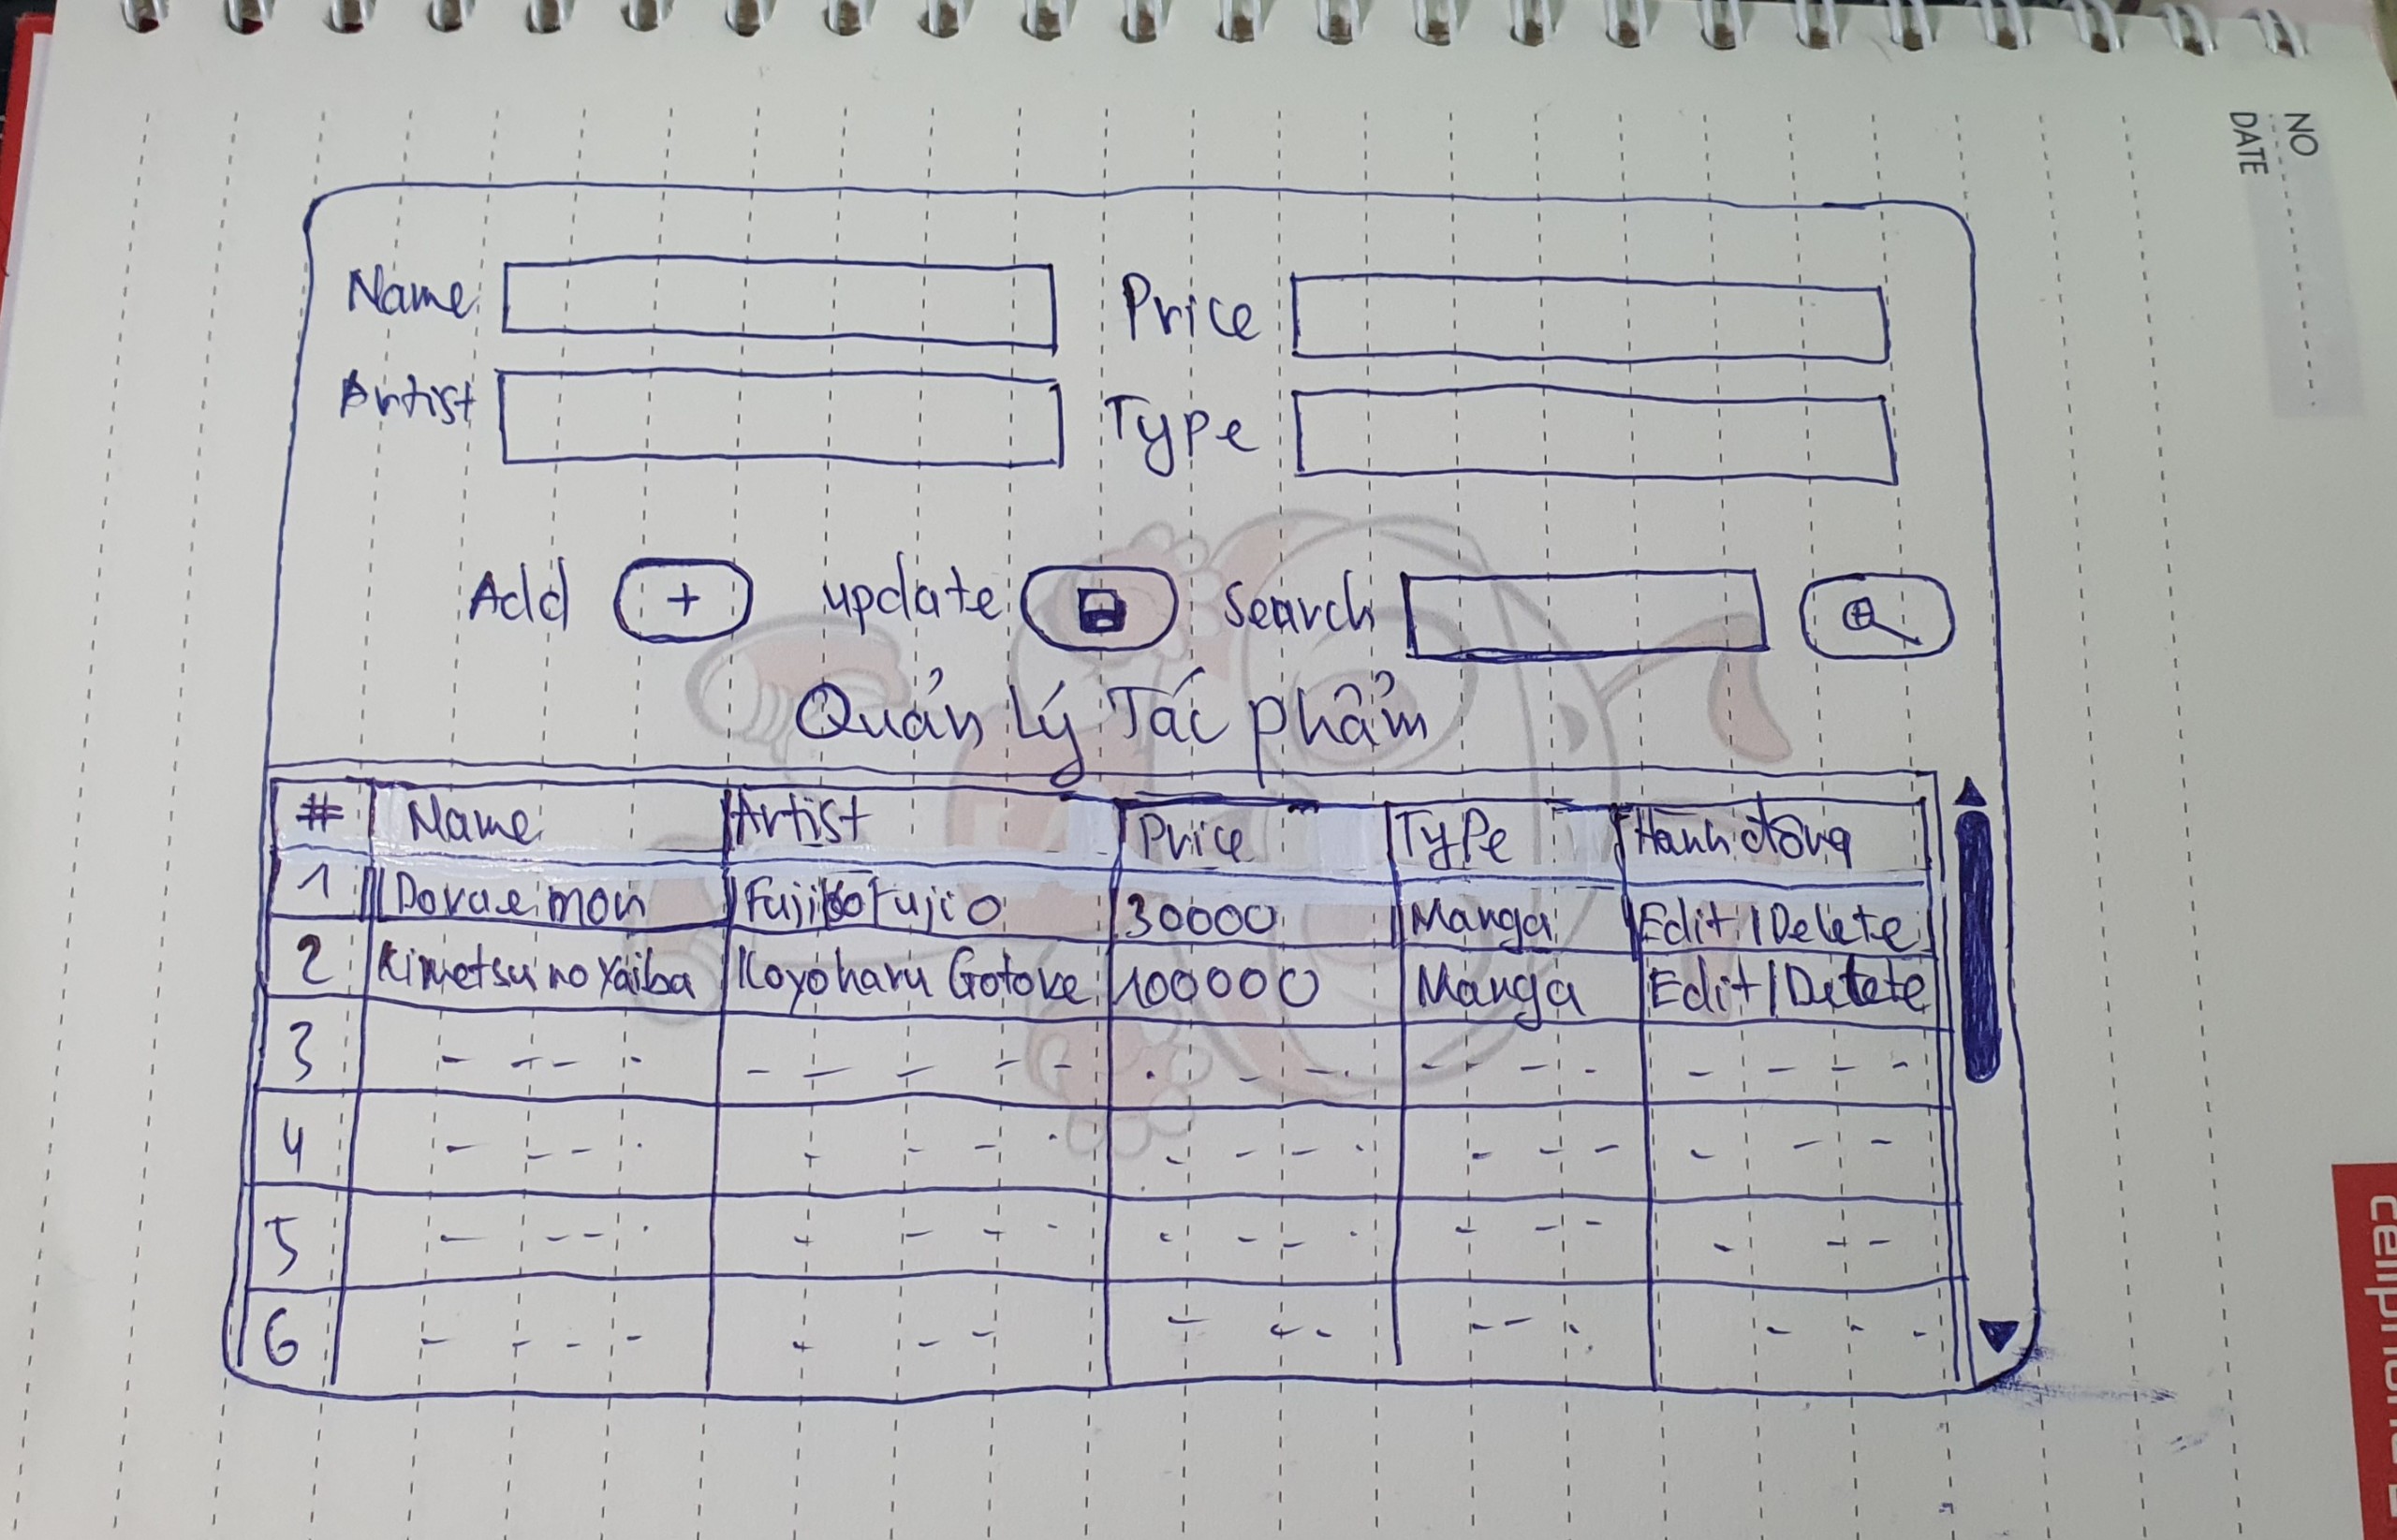 NO
DATE
Name
Price
Artist
Type
Add + update Search
Quản Lý Tác phẩm
# Name Artist Price Type Hành động
1 Doraemon Fujiko Fujio 30000 Manga Edit / Delete
2 Kimetsu no Yaiba Koyoharu Gotoke 100000 Manga Edit / Delete
3
4
5
6